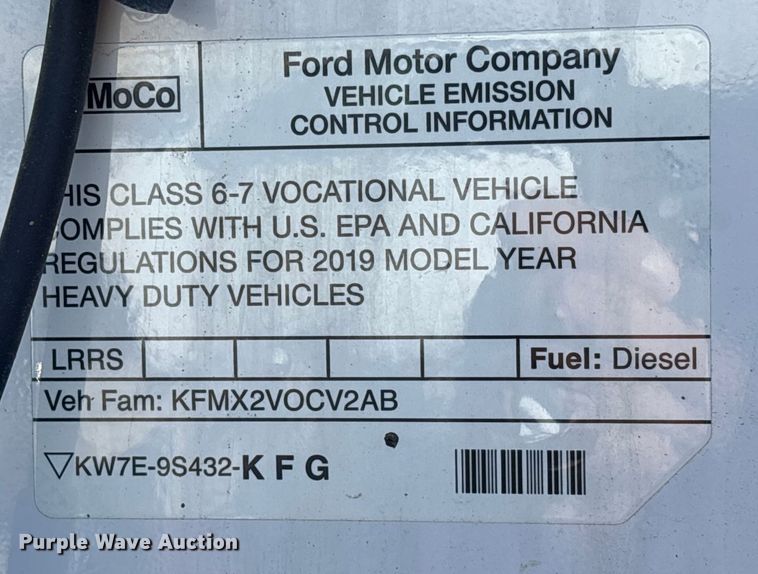 MoCo
Ford Motor Company
VEHICLE EMISSION
CONTROL INFORMATION
HIS CLASS 6-7 VOCATIONAL VEHICLE
OMPLIES WITH U.S. EPA AND CALIFORNIA
REGULATIONS FOR 2019 MODEL YEAR
HEAVY DUTY VEHICLES
LRRS Fuel: Diesel
Veh Fam: KFMX2VOCV2AB
KW7E-9S432-K F G
Purple Wave Auction